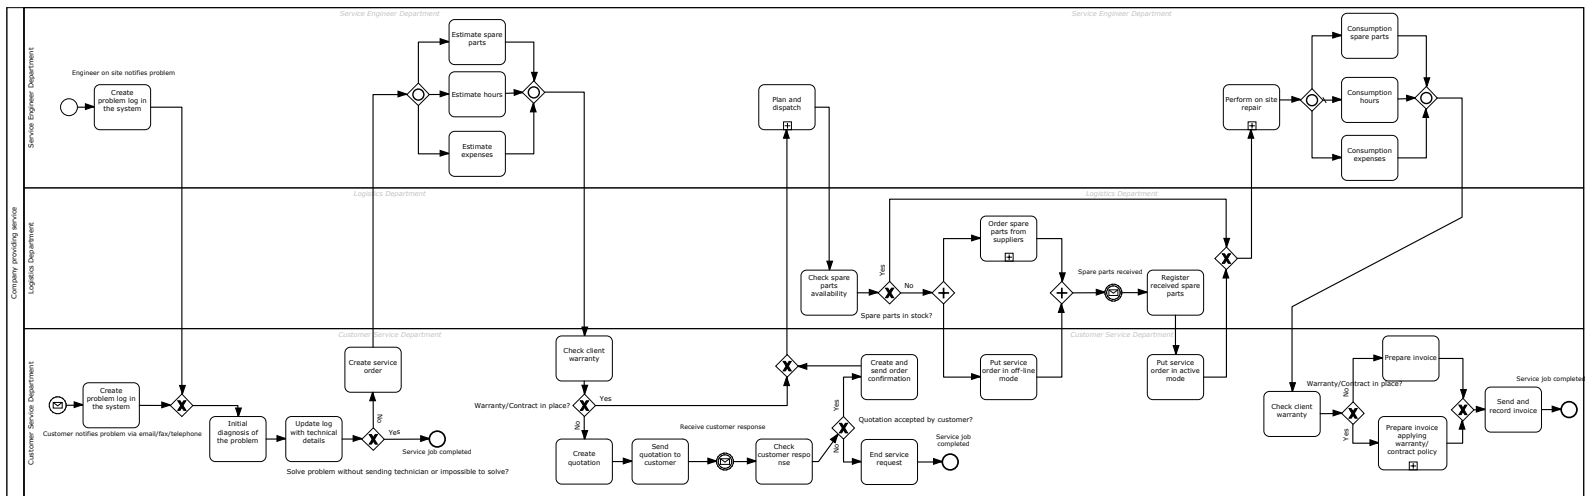 Company providing service
Service Engineer Department
Service Engineer Department
Service Engineer Department
Engineer on site notifies problem
Create
problem log in
the system
Estimate spare
parts
Estimate hours
Estimate
expenses
Plan and
dispatch
Perform on site
repair
Consumption
spare parts
Consumption
hours
Consumption
expenses
Logistics Department
Logistics Department
Logistics Department
Check spare
parts
availability
Yes
No
Spare parts in stock?
Order spare
parts from
suppliers
Spare parts received
Register
received spare
parts
Customer Service Department
Customer Service Department
Customer Service Department
Create
problem log in
the system
Customer notifies problem via email/fax/telephone
Initial
diagnosis of
the problem
Update log
with technical
details
No
Yes
Service job completed
Solve problem without sending technician or impossible to solve?
Create service
order
Check client
warranty
Warranty/Contract in place?
Yes
No
Create
quotation
Send
quotation to
customer
Receive customer response
Check
customer respo
nse
Yes
No
Quotation accepted by customer?
Create and
send order
confirmation
End service
request
Service job
completed
Put service
order in off-line
mode
Put service
order in active
mode
Check client
warranty
Warranty/Contract in place?
No
Yes
Prepare invoice
Prepare invoice
applying
warranty/
contract policy
Send and
record invoice
Service job completed